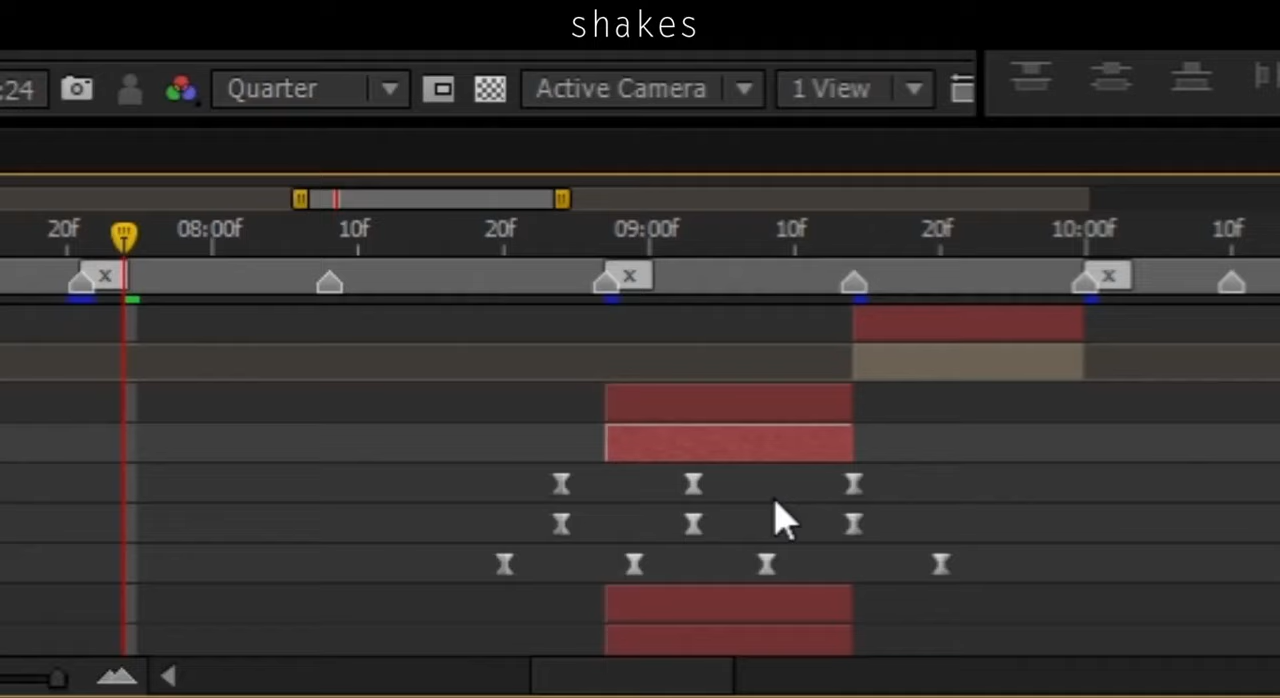 shakes
:24 Quarter Active Camera 1 View
20f 08:00f 10f 20f 09:00f 10f 20f 10:00f 10f
x x x